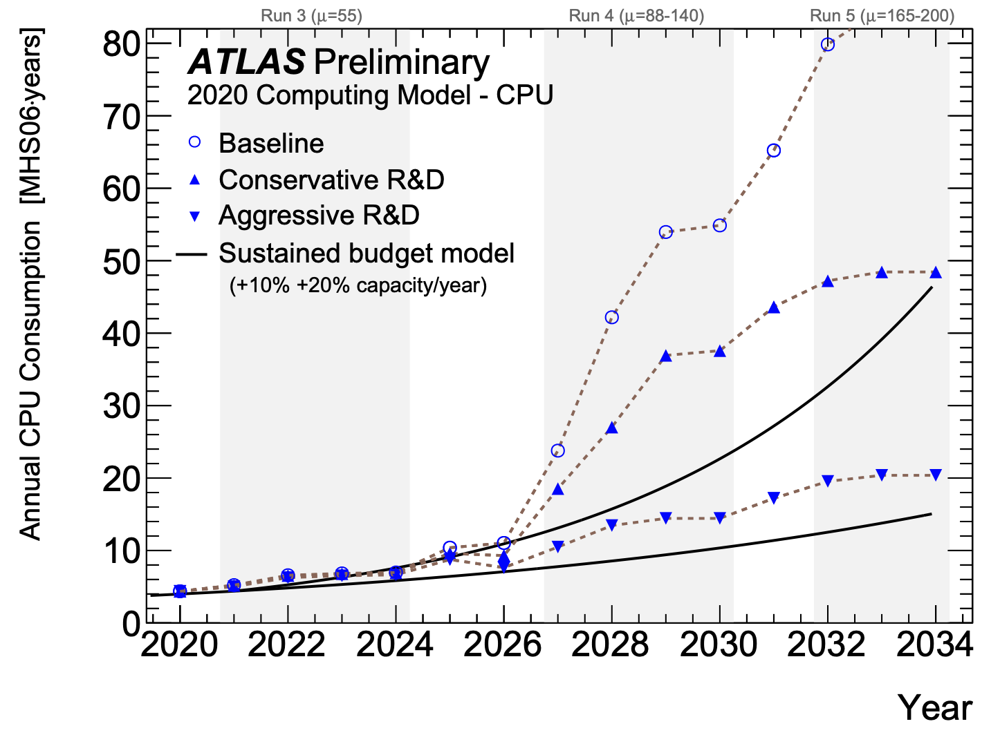 Run 3 (μ=55)
Run 4 (μ=88-140)
Run 5 (μ=165-200)
ATLAS Preliminary
2020 Computing Model - CPU
Baseline
Conservative R&D
Aggressive R&D
Sustained budget model
(+10% +20% capacity/year)
Annual CPU Consumption [MHS06·years]
80
70
60
50
40
30
20
10
0
2020 2022 2024 2026 2028 2030 2032 2034
Year